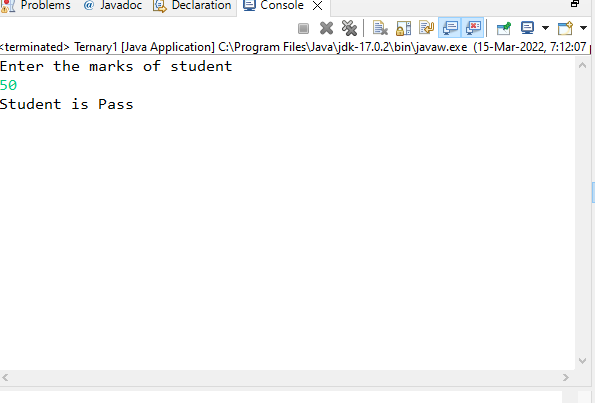 Problems @ Javadoc Declaration Console
<terminated> Ternary1 [Java Application] C:\Program Files\Java\jdk-17.0.2\bin\javaw.exe (15-Mar-2022, 7:12:07
Enter the marks of student
50
Student is Pass